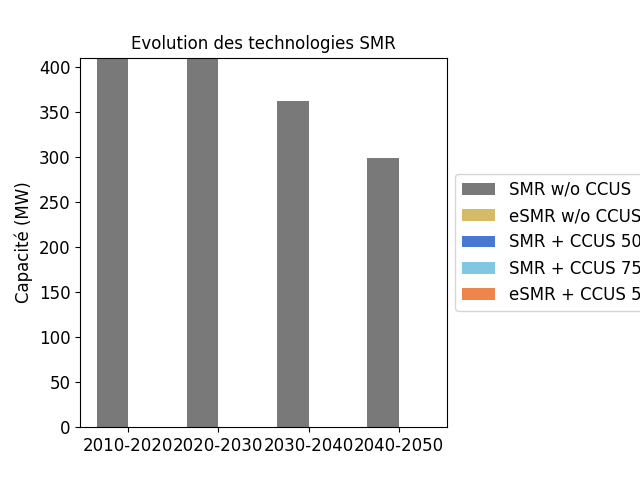 Evolution des technologies SMR
Capacité (MW)
400
350
300
250
200
150
100
50
0
2010-2020 2020-2030 2030-2040 2040-2050
SMR w/o CCUS
eSMR w/o CCUS
SMR + CCUS 50
SMR + CCUS 75
eSMR + CCUS 5